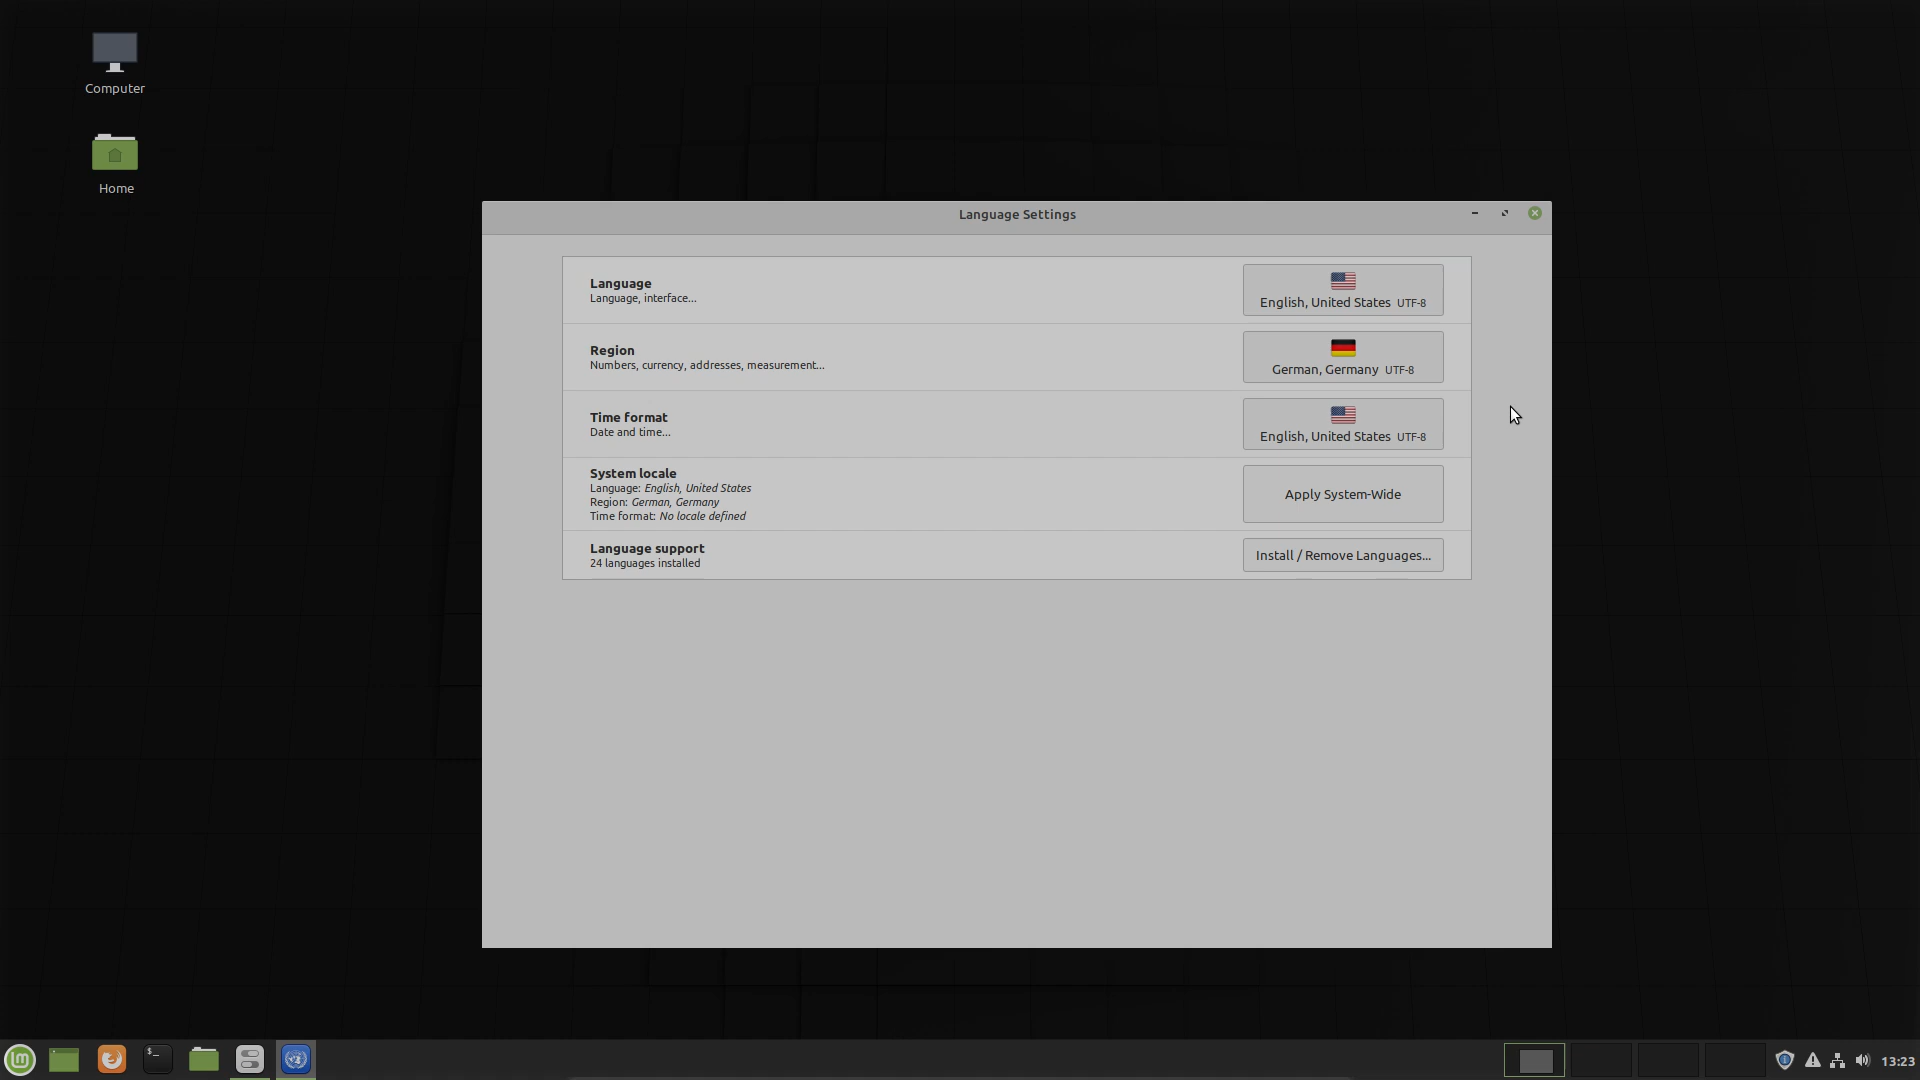 Computer
Home
Language Settings
Language
Language, interface...
English, United States UTF-8
Region
Numbers, currency, addresses, measurement...
German, Germany UTF-8
Time format
Date and time...
English, United States UTF-8
System locale
Language: English, United States
Region: German, Germany
Time format: No locale defined
Apply System-Wide
Language support
24 languages installed
Install / Remove Languages...
13:23